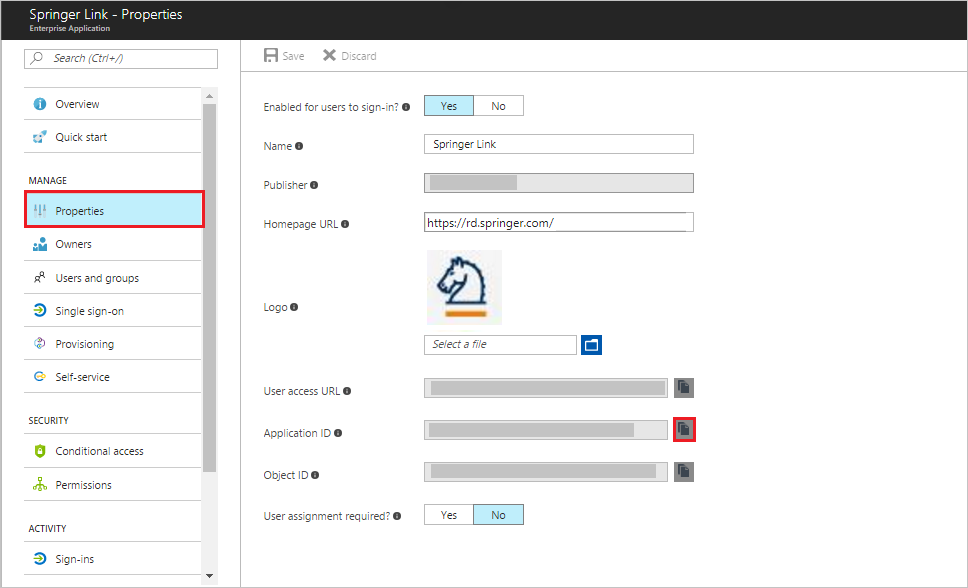 Springer Link - Properties
Enterprise Application
Search (Ctrl+/)
Overview
Quick start
MANAGE
Properties
Owners
Users and groups
Single sign-on
Provisioning
Self-service
SECURITY
Conditional access
Permissions
ACTIVITY
Sign-ins
Save Discard
Enabled for users to sign-in? Yes No
Name Springer Link
Publisher
Homepage URL https://rd.springer.com/
Logo
Select a file
User access URL
Application ID
Object ID
User assignment required? Yes No